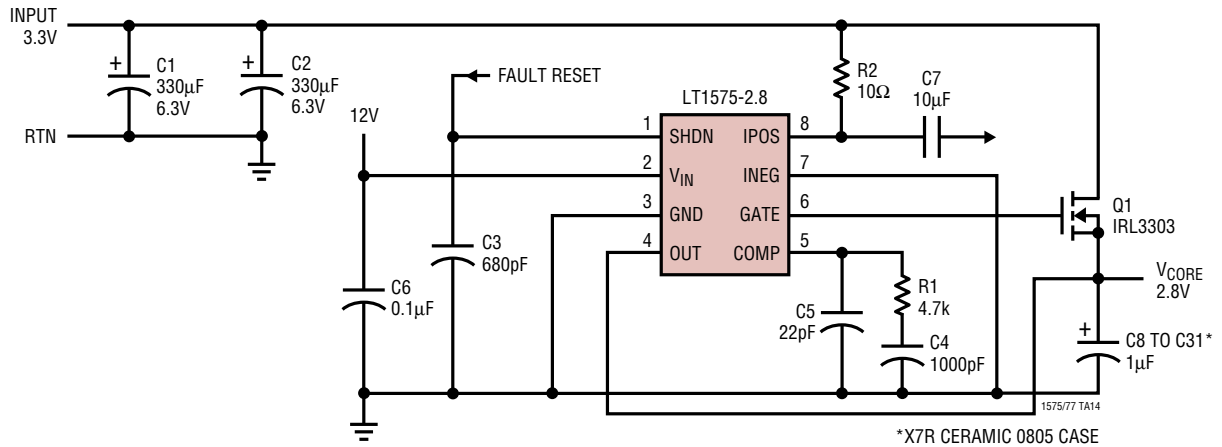 INPUT
3.3V
+
C1
330µF
6.3V
+
C2
330µF
6.3V
RTN
FAULT RESET
12V
R2
10Ω
C7
10µF
LT1575-2.8
1
SHDN
IPOS
8
2
VIN
INEG
7
3
GND
GATE
6
4
OUT
COMP
5
Q1
IRL3303
C3
680pF
C6
0.1µF
R1
4.7k
C5
22pF
C4
1000pF
VCORE
2.8V
+
C8 TO C31*
1µF
1575/77 TA14
*X7R CERAMIC 0805 CASE